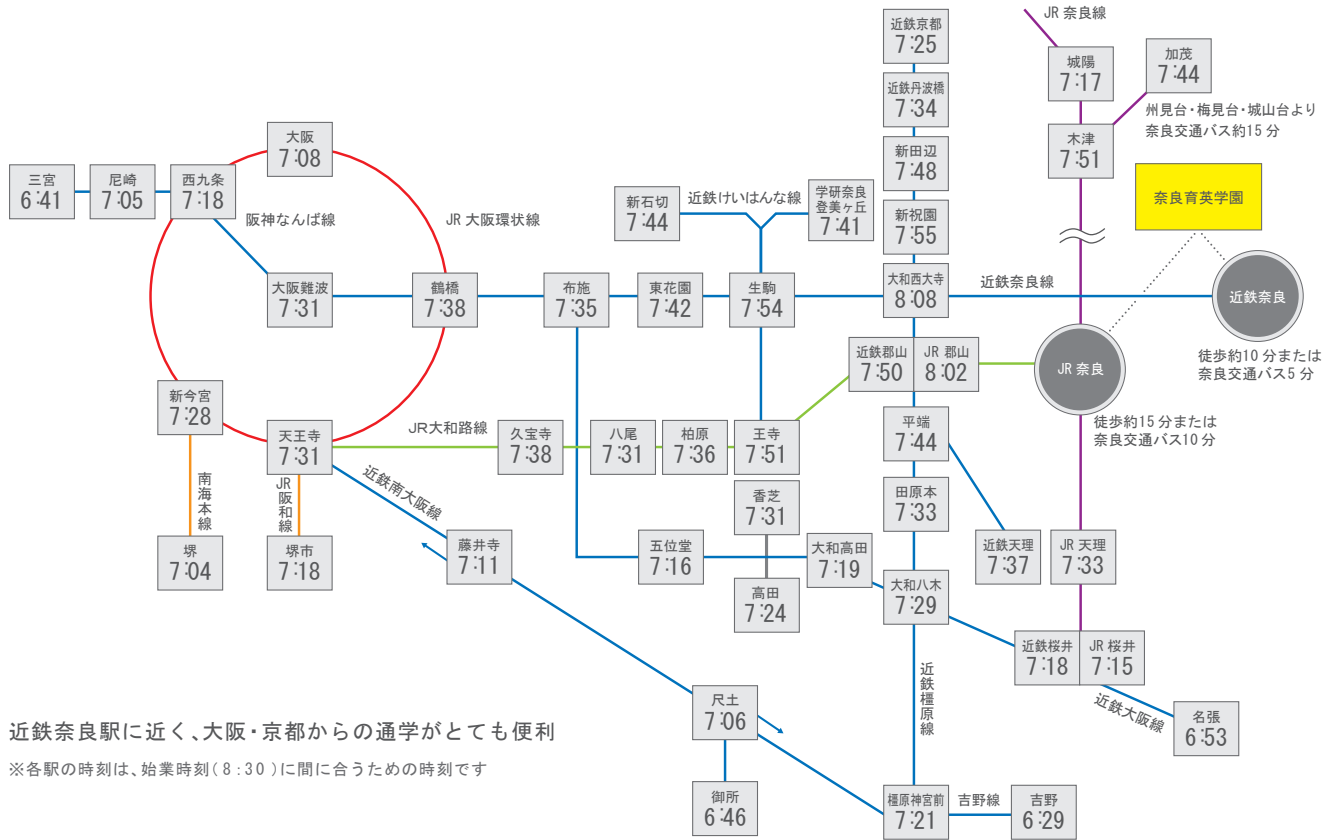 JR 奈良線
近鉄京都
7:25
城陽
7:17
加茂
7:44
近鉄丹波橋
7:34
州見台・梅見台・城山台より
奈良交通バス約15 分
大阪
7:08
新田辺
7:48
木津
7:51
三宮
6:41
尼崎
7:05
西九条
7:18
阪神なんば線
JR 大阪環状線
新石切
7:44
近鉄けいはんな線
学研奈良
登美ヶ丘
7:41
新祝園
7:55
奈良育英学園
大阪難波
7:31
鶴橋
7:38
布施
7:35
東花園
7:42
生駒
7:54
大和西大寺
8:08
近鉄奈良線
近鉄奈良
徒歩約10 分または
奈良交通バス5 分
近鉄郡山
7:50
JR 郡山
8:02
JR 奈良
徒歩約15 分または
奈良交通バス10 分
新今宮
7:28
天王寺
7:31
JR大和路線
久宝寺
7:38
八尾
7:31
柏原
7:36
王寺
7:51
平端
7:44
南海本線
JR阪和線
近鉄南大阪線
香芝
7:31
田原本
7:33
堺
7:04
堺市
7:18
藤井寺
7:11
五位堂
7:16
大和高田
7:19
近鉄天理
7:37
JR 天理
7:33
高田
7:24
大和八木
7:29
近鉄桜井
7:18
JR 桜井
7:15
近鉄橿原線
近鉄大阪線
名張
6:53
尺土
7:06
近鉄奈良駅に近く、大阪・京都からの通学がとても便利
※各駅の時刻は、始業時刻(8:30)に間に合うための時刻です
御所
6:46
橿原神宮前
7:21
吉野線
吉野
6:29